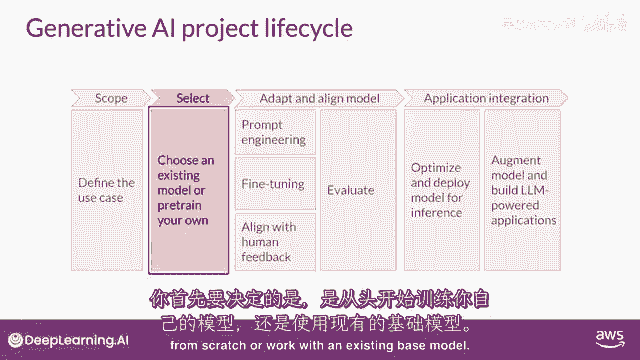 Generative AI project lifecycle
Scope
Select
Adapt and align model
Application integration
Define the
use case
Choose an
existing
model or
pretrain
your own
Prompt
engineering
Fine-tuning
Align with
human
feedback
Evaluate
Optimize
and deploy
model for
inference
Augment
model and
build LLM-
powered
applications
你首先要决定的是，是从头开始训练你自
己的模型，还是使用现有的基础模型。
from scratch or work with an existing base model.
DeepLearning.AI
aws